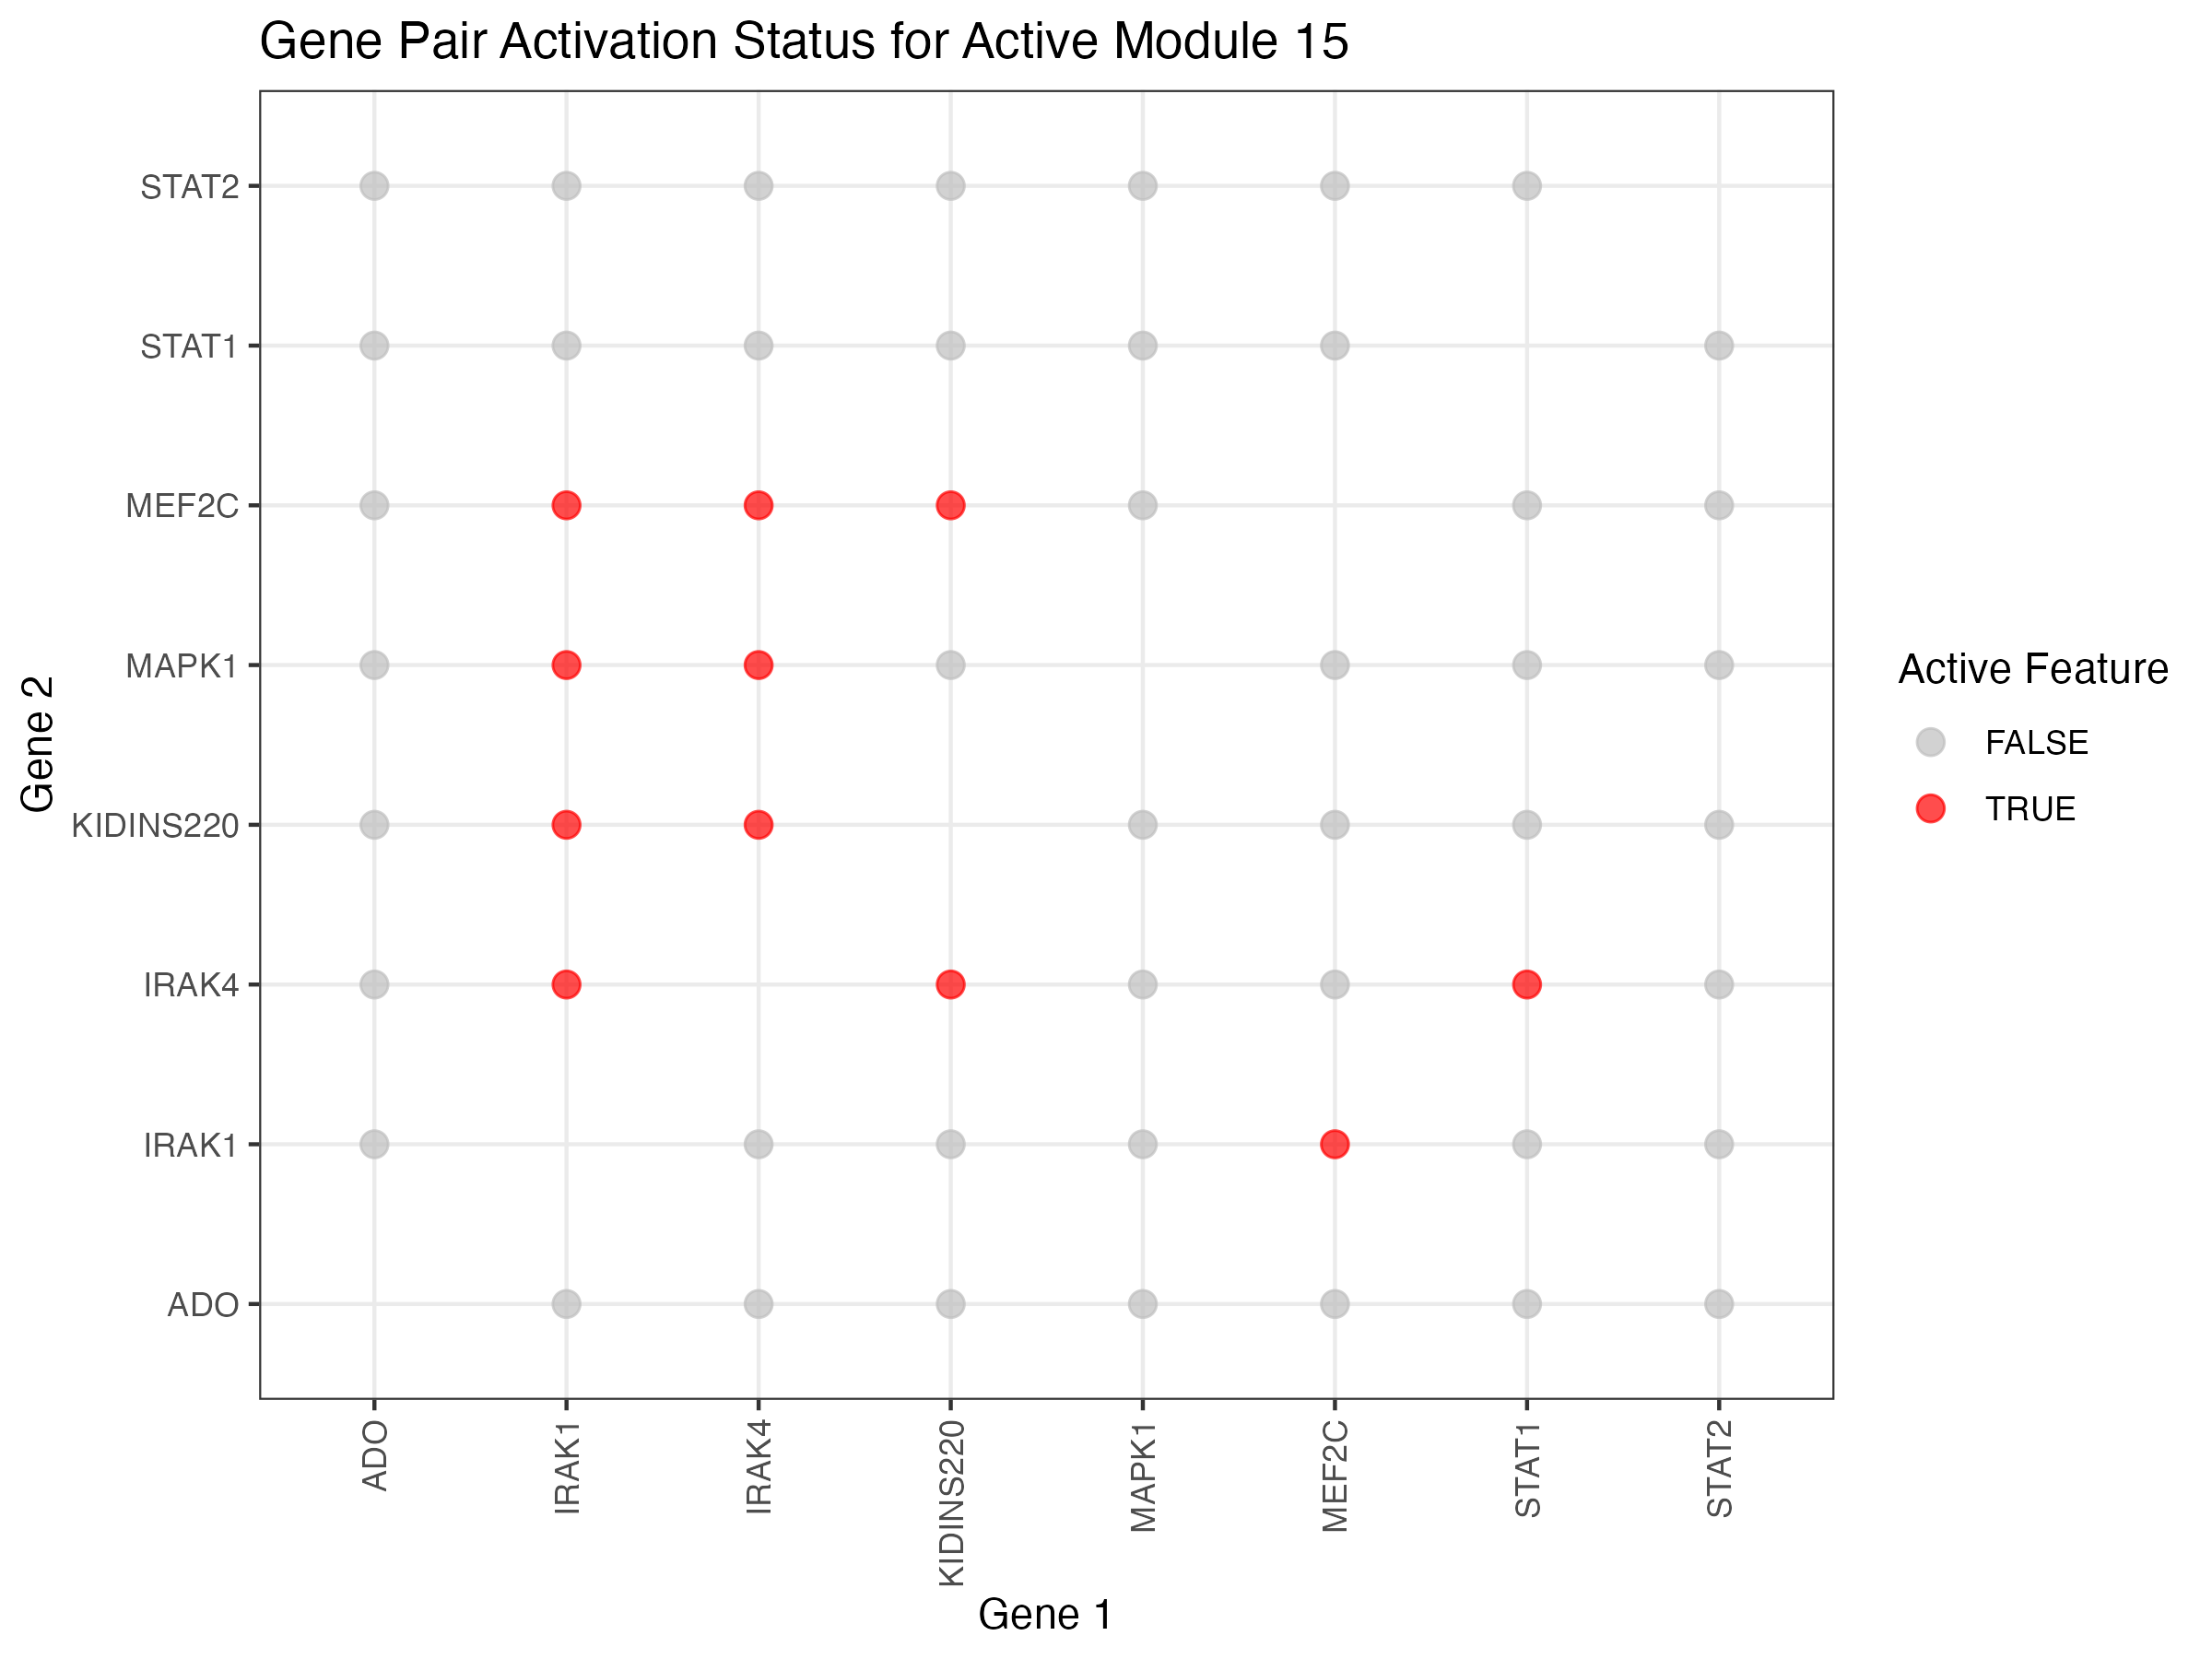 Gene Pair Activation Status for Active Module 15
Gene 2
STAT2
STAT1
MEF2C
MAPK1
KIDINS220
IRAK4
IRAK1
ADO
ADO
IRAK1
IRAK4
KIDINS220
MAPK1
MEF2C
STAT1
STAT2
Gene 1
Active Feature
FALSE
TRUE